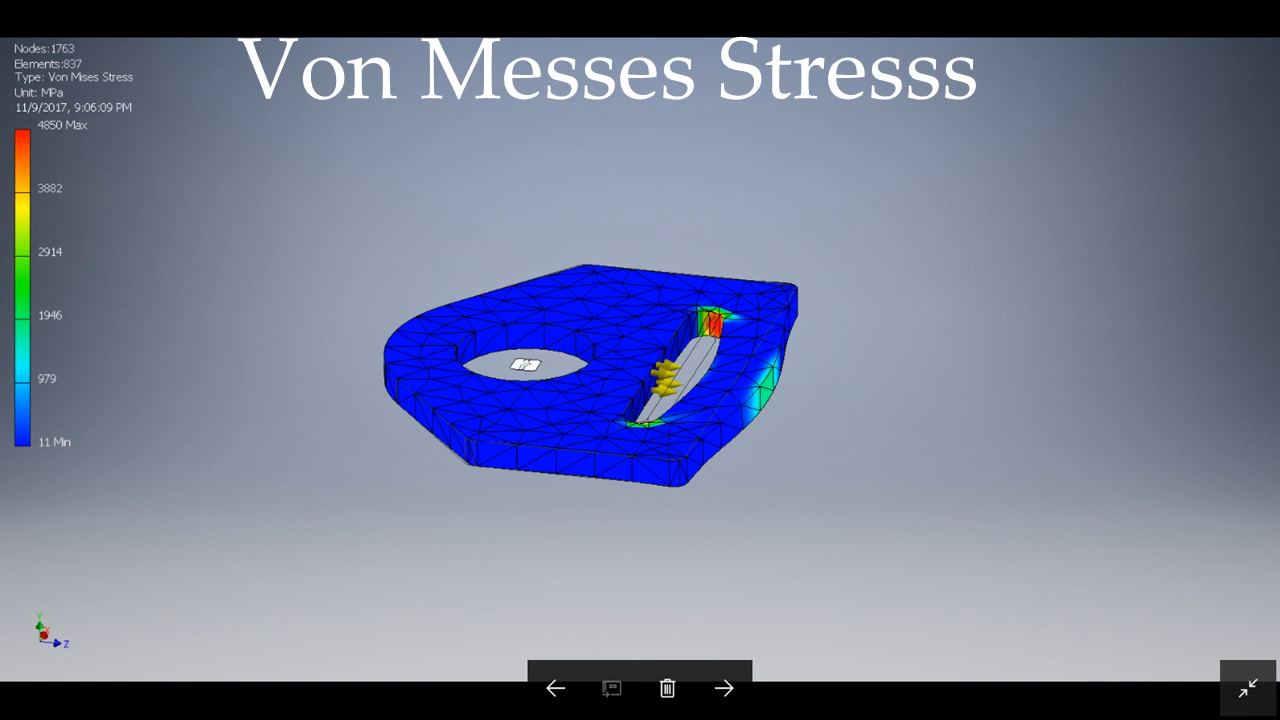 Von Messes Stresss
Nodes:1763
Elements:837
Type: Von Mises Stress
Unit: MPa
11/9/2017, 9:06:09 PM
4850 Max
3882
2914
1946
979
11 Min
Y
X
Z